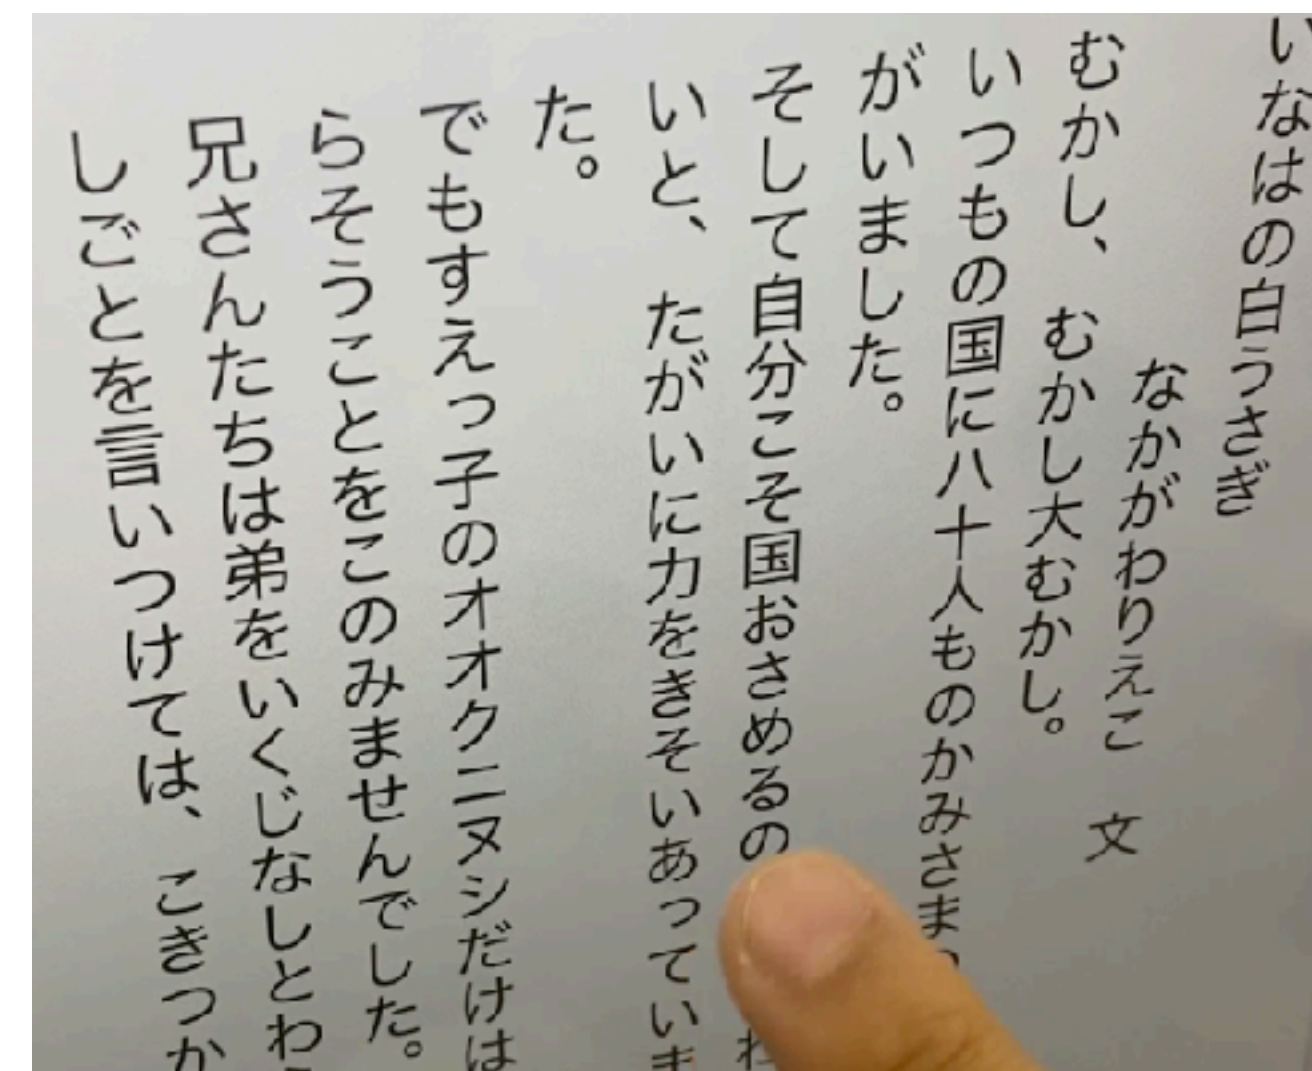 いなはの白うさぎ
なかがわりえこ　文
むかし、むかし大むかし。
いつもの国に八十人ものかみさま
がいました。
そして自分こそ国おさめるの
いと、たがいに力をきそいあっていま
た。
でもすえっ子のオオクニヌシだけは
らそうことをこのみませんでした。
兄さんたちは弟をいくじなしとわ
しごとを言いつけては、こきつか